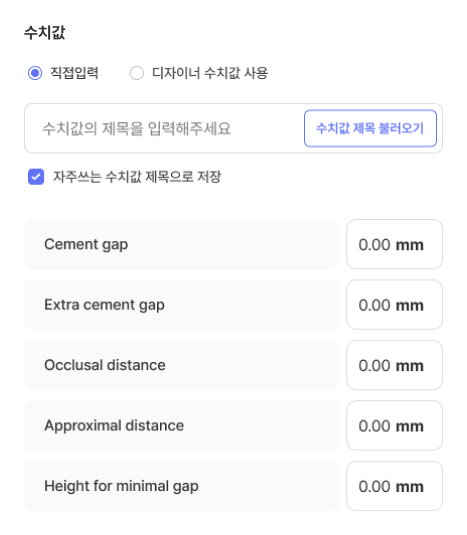 수치값
직접입력 디자이너 수치값 사용
수치값의 제목을 입력해주세요 수치값 제목 불러오기
자주쓰는 수치값 제목으로 저장
Cement gap 0.00 mm
Extra cement gap 0.00 mm
Occlusal distance 0.00 mm
Approximal distance 0.00 mm
Height for minimal gap 0.00 mm